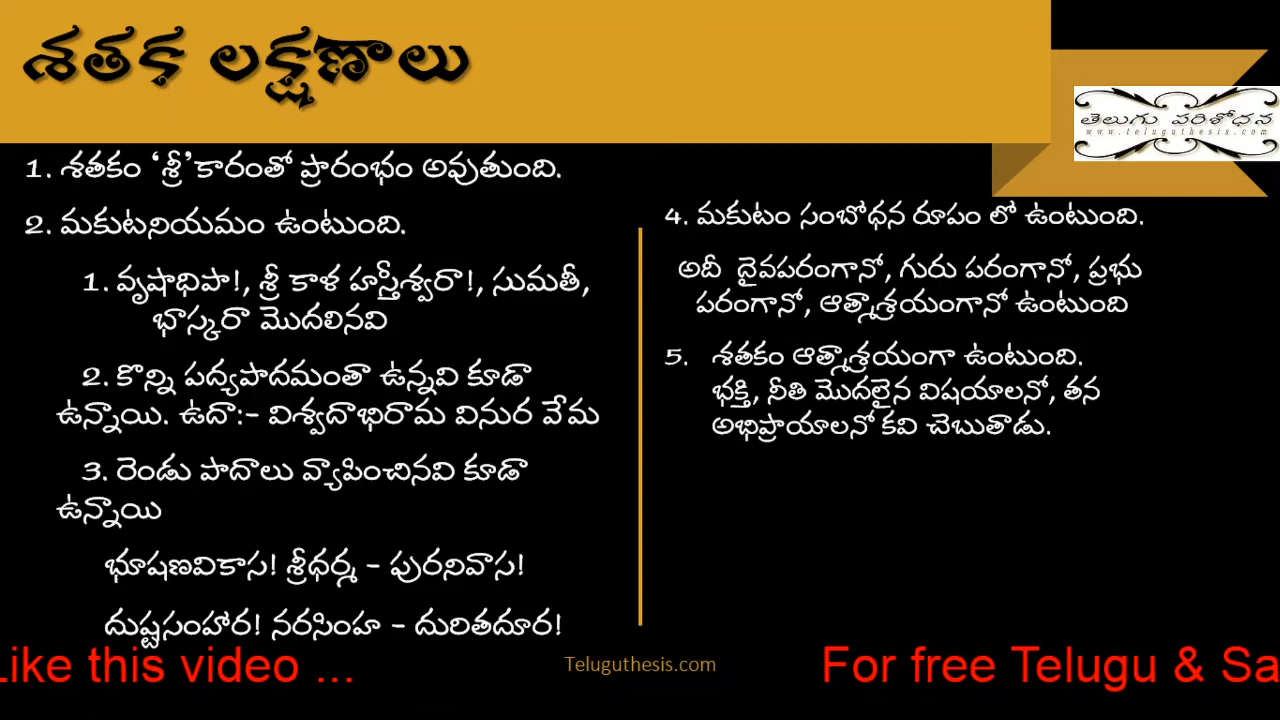 శతక లక్షణాలు
తెలుగు పరిశోధన
www.teluguthesis.com
1. శతకం ‘శ్రీ’కారంతో ప్రారంభం అవుతుంది.
2. మకుటనియమం ఉంటుంది.
1. వృషాధిపా!, శ్రీ కాళ హస్తీశ్వరా!, సుమతీ,
భాస్కరా మొదలినవి
2. కొన్ని పద్యపాదమంతా ఉన్నవి కూడా
ఉన్నాయి. ఉదా:- విశ్వదాభిరామ వినుర వేమ
3. రెండు పాదాలు వ్యాపించినవి కూడా
ఉన్నాయి
భూషణవికాస! శ్రీధర్మ - పురనివాస!
దుష్టసంహార! నరసింహ - దురితదూర!
4. మకుటం సంబోధన రూపం లో ఉంటుంది.
అదీ దైవపరంగానో, గురు పరంగానో, ప్రభు
పరంగానో, ఆత్మాశ్రయంగానో ఉంటుంది
5. శతకం ఆత్మాశ్రయంగా ఉంటుంది.
భక్తి, నీతి మొదలైన విషయాలనో, తన
అభిప్రాయాలనో కవి చెబుతాడు.
Like this video ...
Teluguthesis.com
For free Telugu & Sa